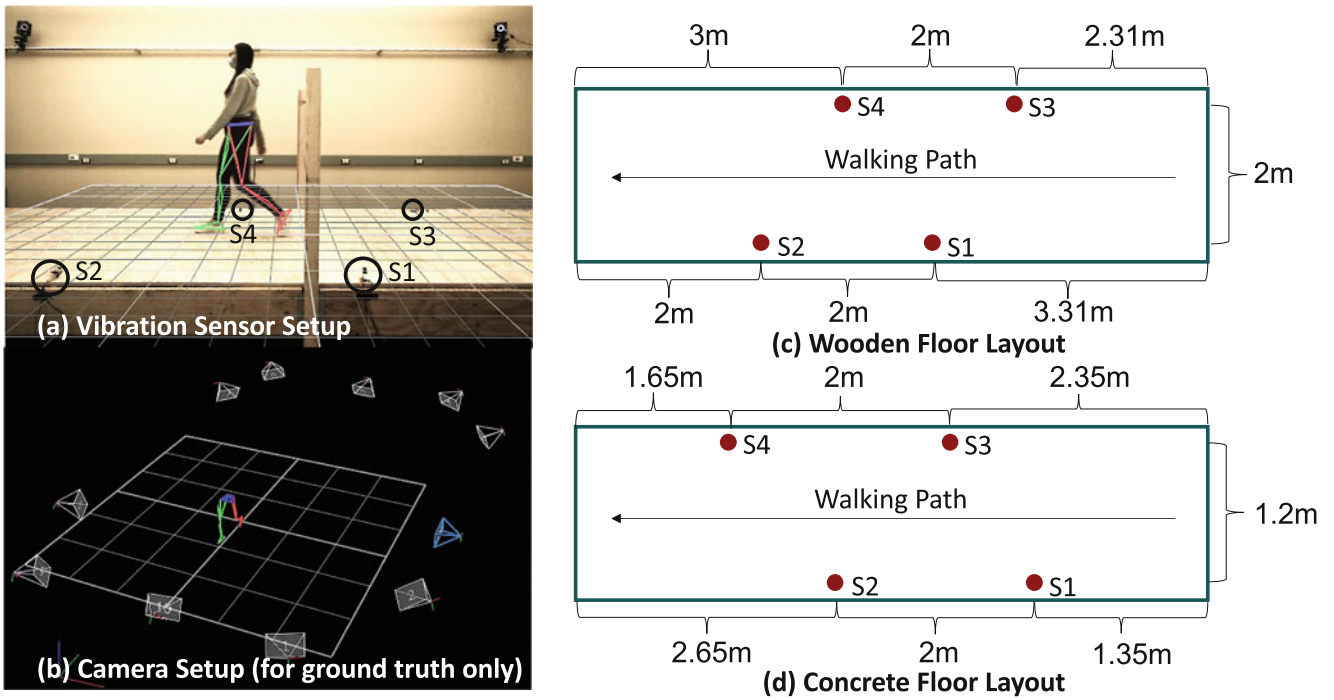 S4
S3
S2
S1
(a) Vibration Sensor Setup
2
(b) Camera Setup (for ground truth only)
3m
2m
2.31m
S4
S3
Walking Path
2m
S2
S1
2m
2m
3.31m
(c) Wooden Floor Layout
1.65m
2m
2.35m
S4
S3
Walking Path
1.2m
S2
S1
2.65m
2m
1.35m
(d) Concrete Floor Layout